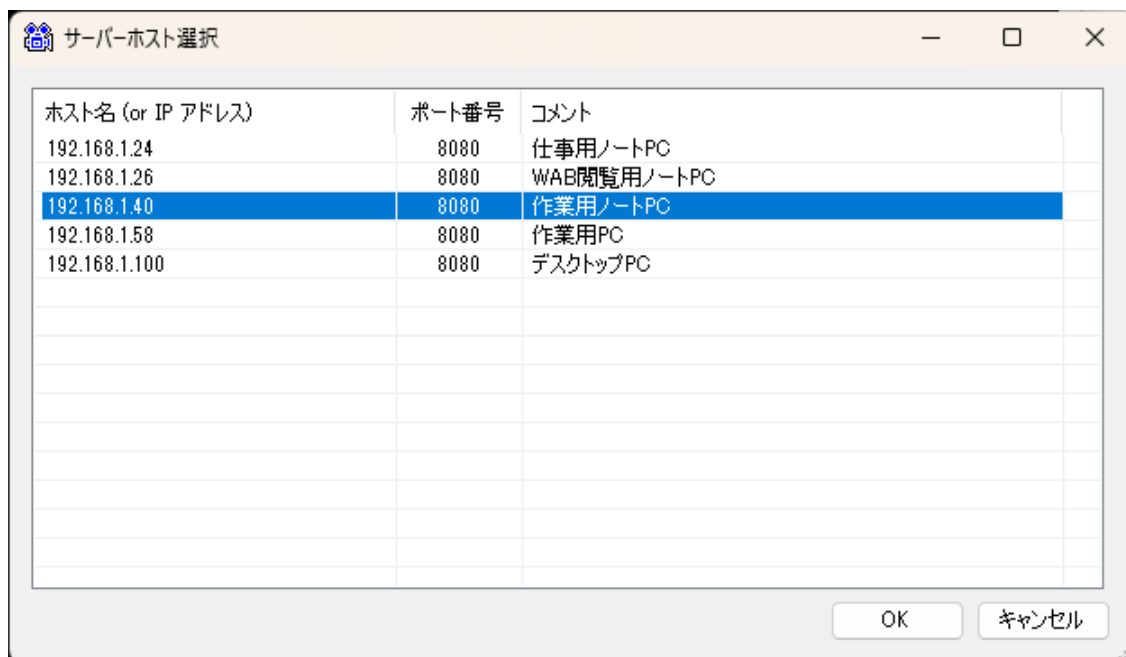 サーバーホスト選択
ホスト名 (or IP アドレス) ポート番号 コメント
192.168.1.24 8080 仕事用ノートPC
192.168.1.26 8080 WAB閲覧用ノートPC
192.168.1.40 8080 作業用ノートPC
192.168.1.58 8080 作業用PC
192.168.1.100 8080 デスクトップPC
OK キャンセル